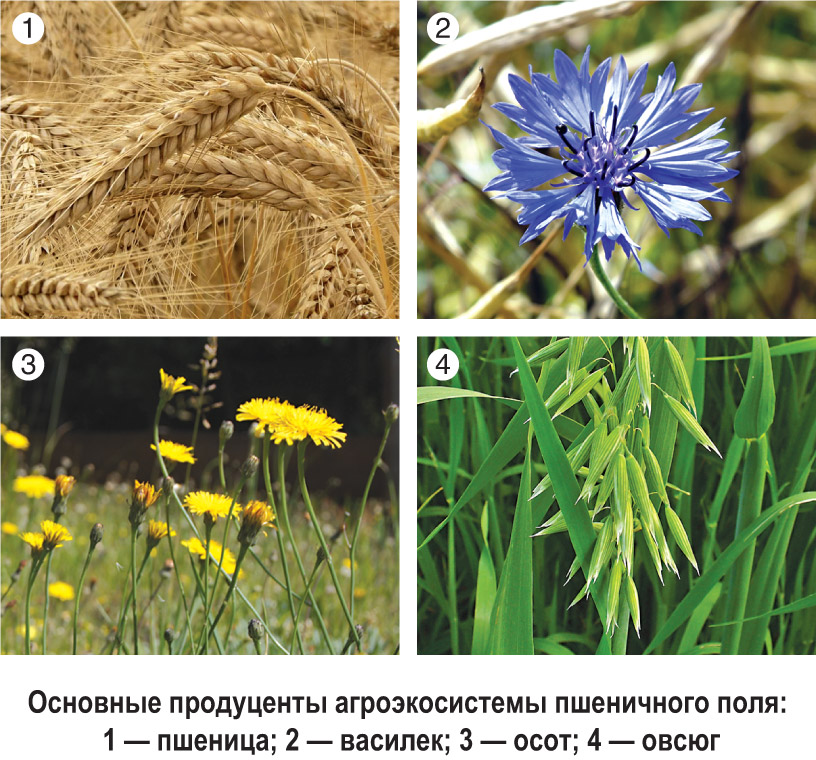 1
2
3
4
Основные продуценты агроэкосистемы пшеничного поля:
1 — пшеница; 2 — василек; 3 — осот; 4 — овсюг